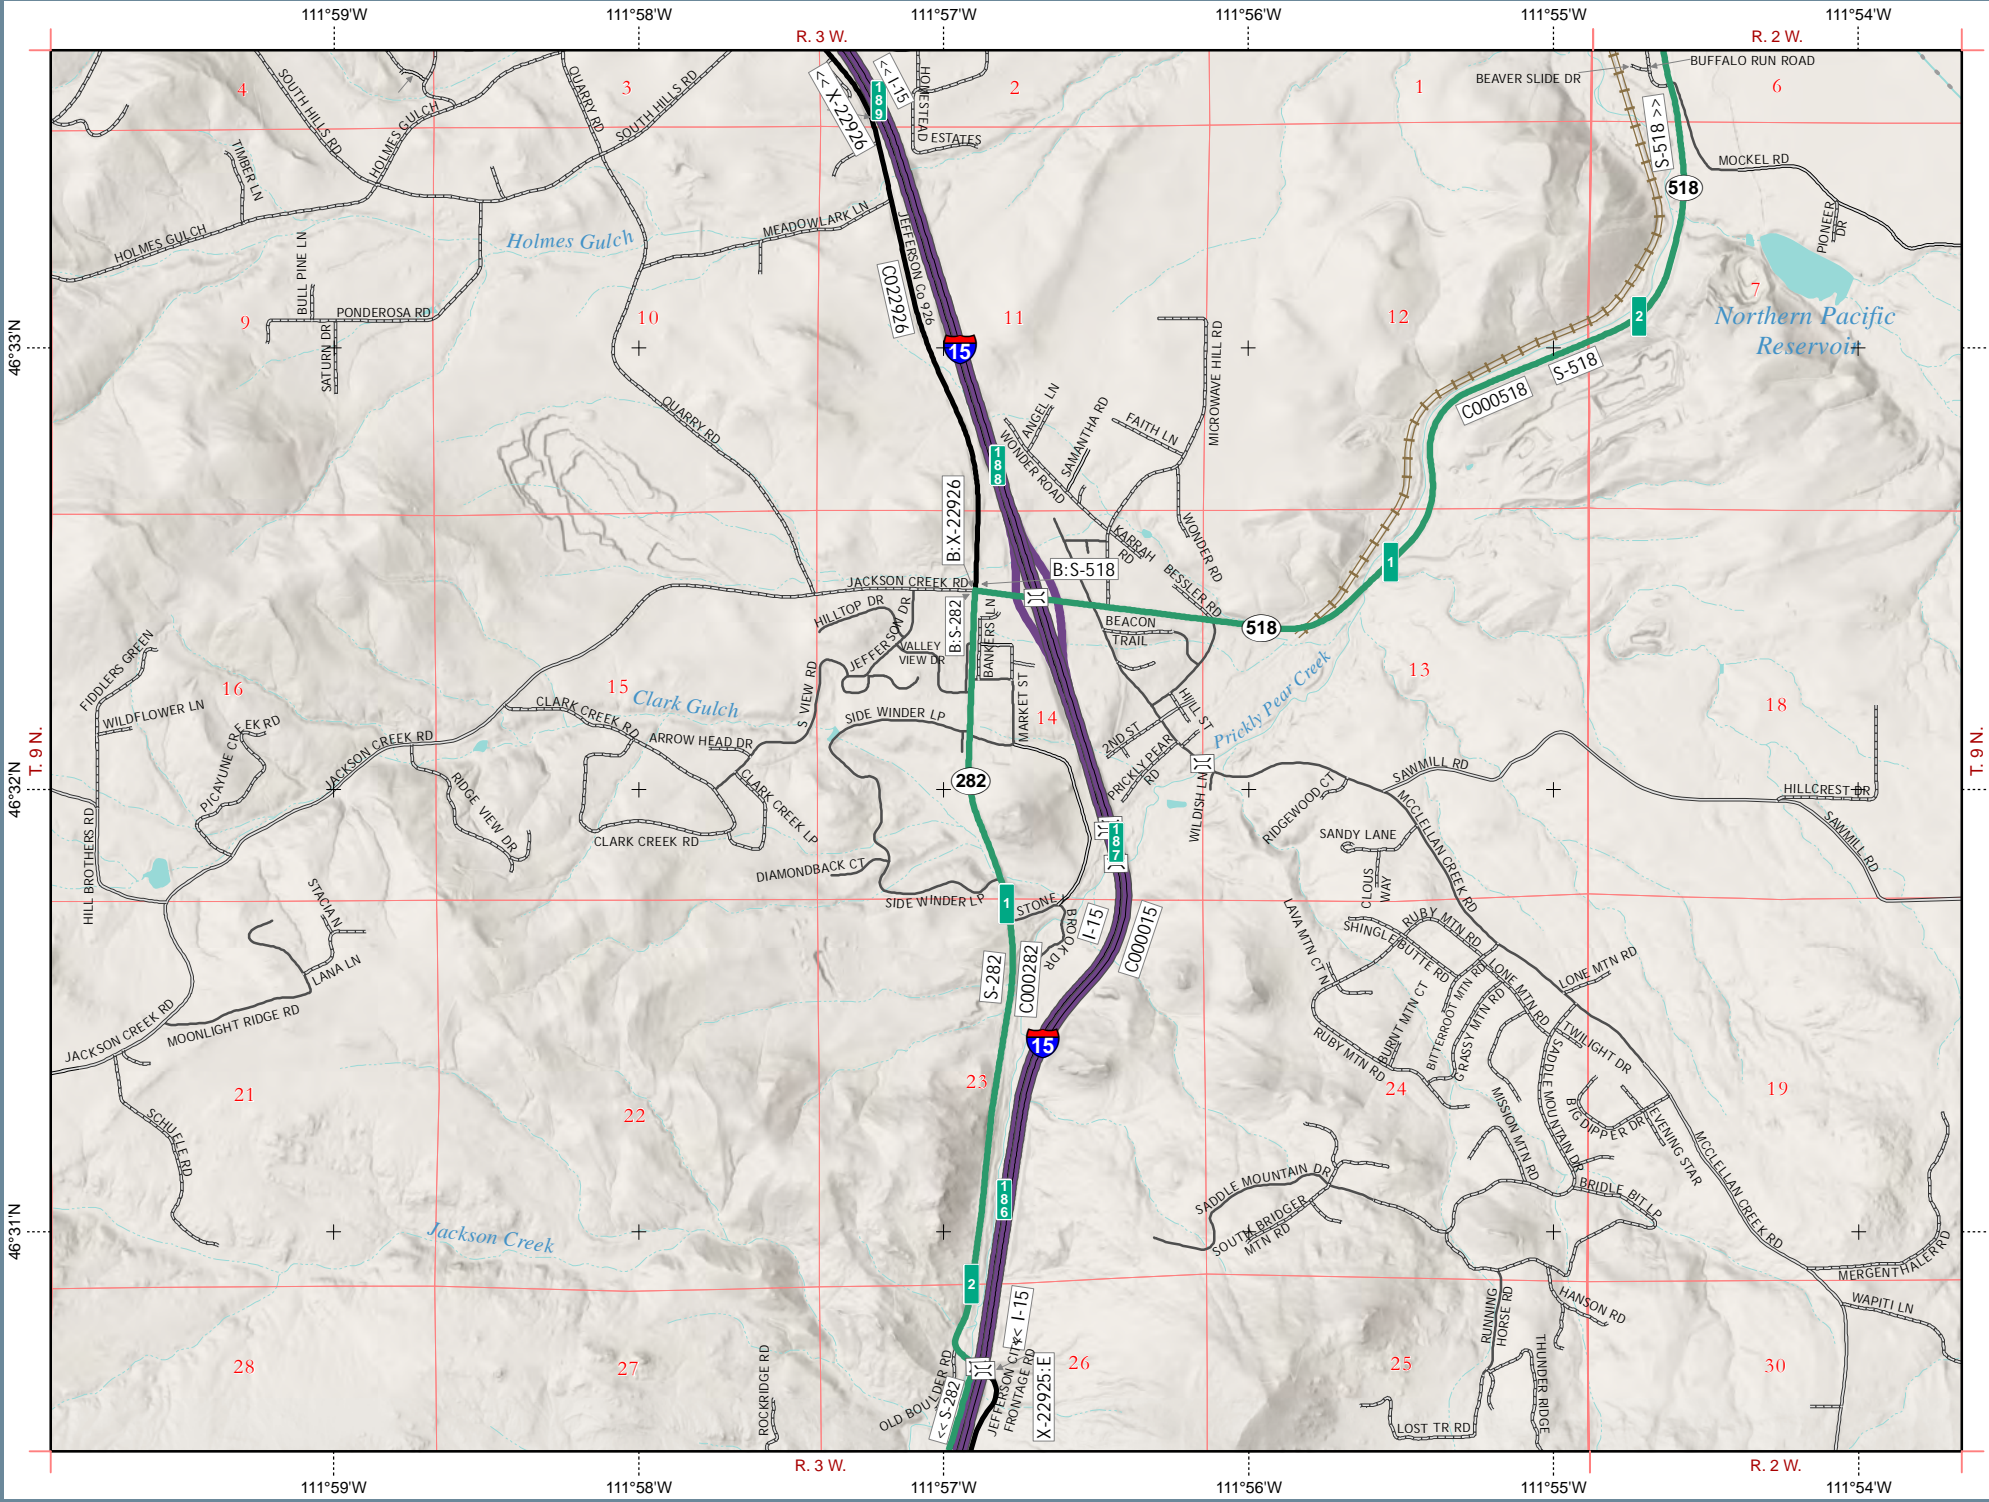 111°59'W
111°58'W
111°57'W
111°56'W
111°55'W
111°54'W
R. 3 W.
R. 2 W.
4
SOUTH HILLS RD
HOLMES GULCH
QUARRY RD
3
SOUTH HILLS RD
<< X-22926
189
<< I-15
HOMESTEAD
ESTATES
2
1
BEAVER SLIDE DR
BUFFALO RUN ROAD
6
S-518 >>
MOCKEL RD
518
PIONEER
DR
TIMBER LN
HOLMES GULCH
BULL PINE LN
Holmes Gulch
MEADOWLARK LN
JEFFERSON Co 926
C022926
9
PONDEROSA RD
SATURN DR
10
11
12
7
2
Northern Pacific
Reservoir
46°33'N
15
MICROWAVE HILL RD
S-518
C000518
QUARRY RD
ANGEL LN
SAMANTHA RD
FAITH LN
WONDER ROAD
188
B:X-22926
KARRAH
RD
WONDER RD
1
B:S-518
BESSLER RD
JACKSON CREEK RD
HILLTOP DR
JEFFERSON DR
B:S-282
BANKERS LN
VALLEY
VIEW DR
BEACON
TRAIL
518
FIDDLERS GREEN
WILDFLOWER LN
16
PICAYUNE CREEK RD
15
Clark Gulch
CLARK CREEK RD
ARROW HEAD DR
S VIEW RD
SIDE WINDER LP
MARKET ST
14
2ND ST
HILL ST
PRICKLY PEAR
RD
Prickly Pear Creek
13
18
T. 9 N.
T. 9 N.
46°32'N
JACKSON CREEK RD
RIDGE VIEW DR
CLARK CREEK LP
CLARK CREEK RD
282
WILDISH LN
RIDGEWOOD CT
SAWMILL RD
HILLCREST DR
SAWMILL RD
HILL BROTHERS RD
DIAMONDBACK CT
SIDE WINDER LP
187
1
STONE
BROOK DR
SANDY LANE
CLOUS
WAY
MCCLELLAN CREEK RD
STACIA N
LANA LN
I-15
C000015
S-282
C000282
LAVA MTN CT N
SHINGLE BUTTE RD
RUBY MTN RD
LONE MTN RD
LONE MTN RD
BURNT MTN CT
BITTERROOT MTN RD
GRASSY MTN RD
JACKSON CREEK RD
MOONLIGHT RIDGE RD
15
RUBY MTN RD
TWILIGHT DR
21
22
23
24
19
SCHUELE RD
MISSION MTN RD
SADDLE MOUNTAIN DR
BIG DIPPER DR
EVENING STAR
MCCLELLAN CREEK RD
SADDLE MOUNTAIN DR
SOUTH BRIDGER
MTN RD
BRIDLE BIT LP
186
46°31'N
Jackson Creek
2
MERGENTHALER RD
WAPITI LN
HANSON RD
RUNNING
HORSE RD
THUNDER RIDGE
<< I-15
28
27
26
25
30
ROCKRIDGE RD
OLD BOULDER RD
<< S-282
JEFFERSON CITY
FRONTAGE RD
X-22925:E
LOST TR RD
R. 3 W.
R. 2 W.
111°59'W
111°58'W
111°57'W
111°56'W
111°55'W
111°54'W